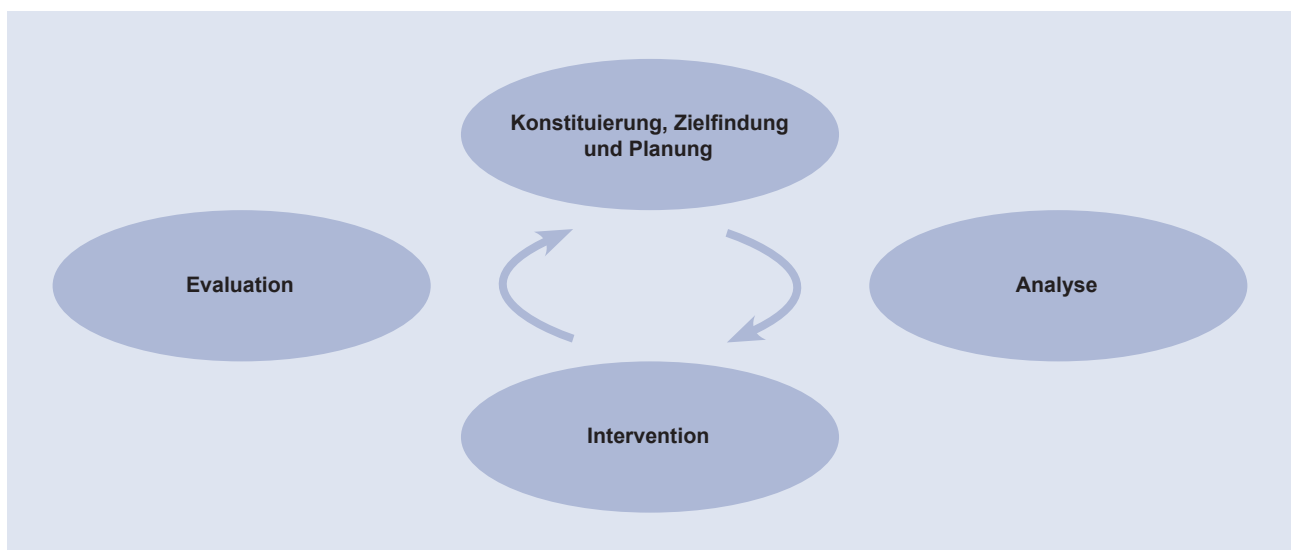 Konstituierung, Zielfindung
und Planung
Evaluation
Analyse
Intervention